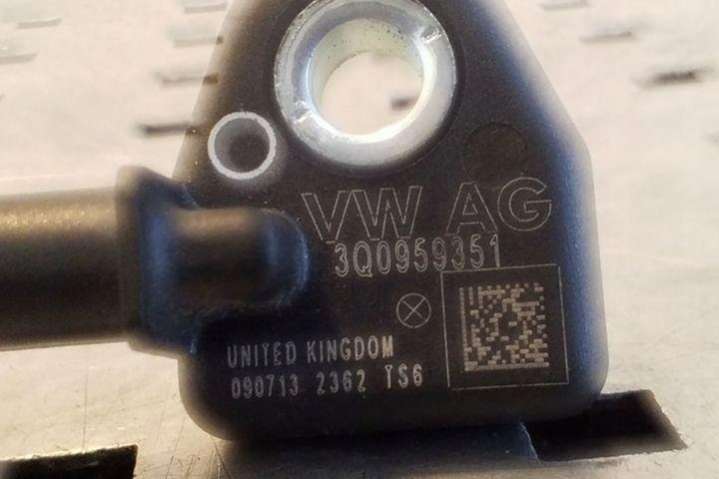 VW AG
3Q0959351
UNITED KINGDOM
090713 2362 TS6